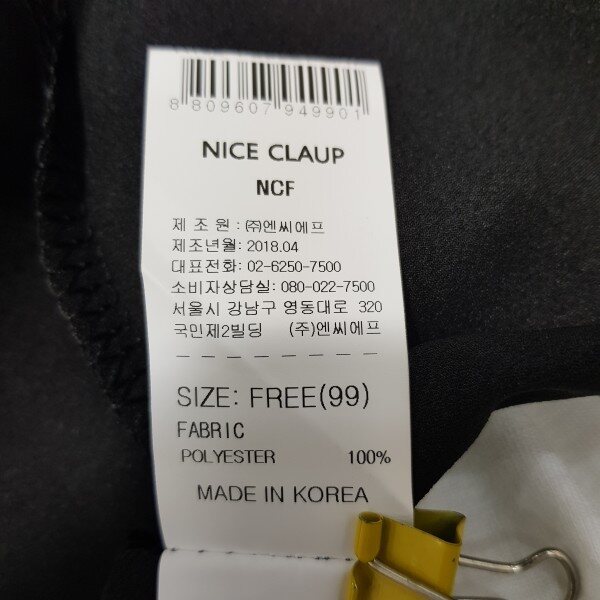 8 809607 949901
NICE CLAUP
NCF
제 조 원 : ㈜엔씨에프
제조년월: 2018.04
대표전화: 02-6250-7500
소비자상담실: 080-022-7500
서울시 강남구 영동대로 320
국민제2빌딩 ㈜엔씨에프
SIZE: FREE(99)
FABRIC
POLYESTER 100%
MADE IN KOREA